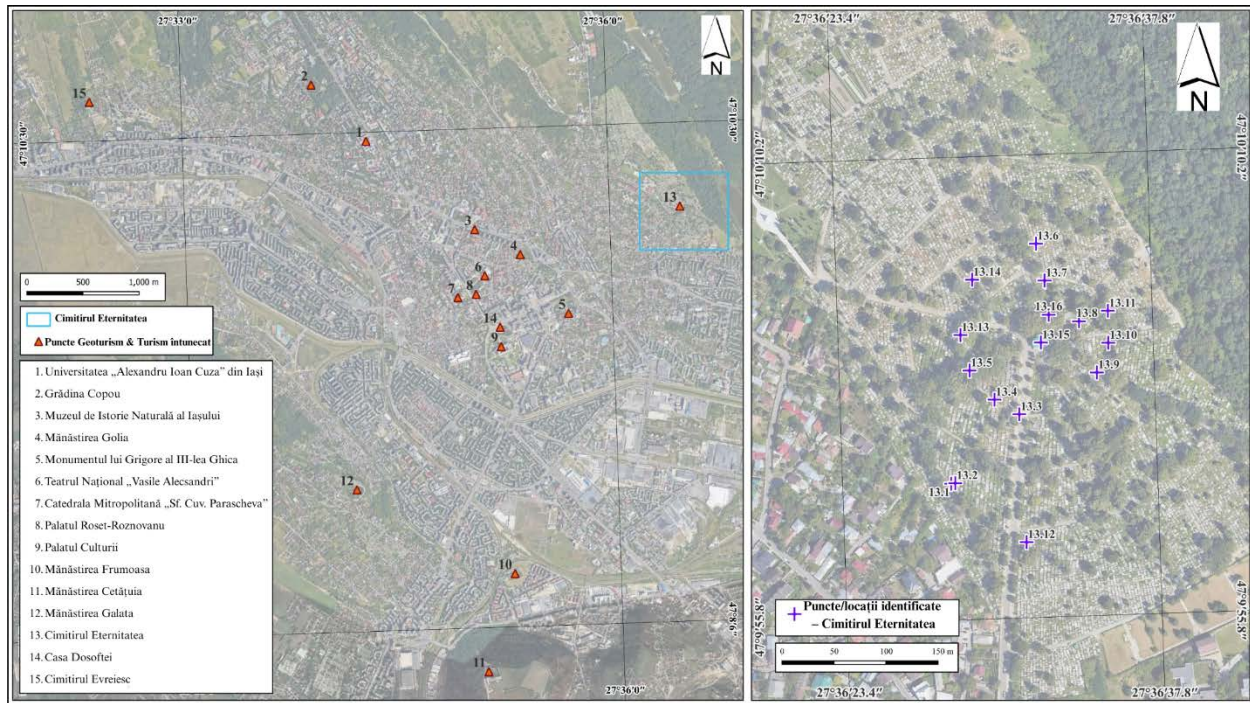 27°33'0"
27°36'0"
N
2
15
1
47°10'30"
47°10'30"
13
3
4
6
7
8
5
14
9
0 500 1,000 m
Cimitirul Eternitatea
Puncte Geoturism & Turism întunecat
1. Universitatea „Alexandru Ioan Cuza” din Iași
2. Grădina Copou
3. Muzeul de Istorie Naturală al Iașului
4. Mănăstirea Golia
5. Monumentul lui Grigore al III-lea Ghica
6. Teatrul Național „Vasile Alecsandri”
7. Catedrala Mitropolitană „Sf. Cuv. Parascheva”
8. Palatul Roset-Roznovanu
9. Palatul Culturii
10. Mănăstirea Frumoasa
11. Mănăstirea Cetățuia
12. Mănăstirea Galata
13. Cimitirul Eternitatea
14. Casa Dosoftei
15. Cimitirul Evreiesc
12
10
11
47°8'6"
27°36'0"
27°36'23.4"
27°36'37.8"
N
47°10'10.2"
47°10'10.2"
13.6
13.14
13.7
13.16
13.8
13.11
13.13
13.15
13.10
13.5
13.9
13.4
13.3
13.2
13.1
13.12
Puncte/locații identificate
– Cimitirul Eternitatea
0 50 100 150 m
47°9'55.8"
47°9'55.8"
27°36'23.4"
27°36'37.8"